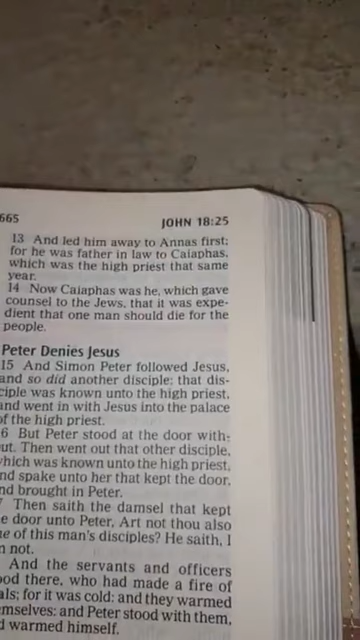 665 JOHN 18:25
13 And led him away to Annas first;
for he was father in law to Caiaphas,
which was the high priest that same
year.
14 Now Caiaphas was he, which gave
counsel to the Jews, that it was expe-
dient that one man should die for the
people.
Peter Denies Jesus
15 And Simon Peter followed Jesus,
and so did another disciple: that dis-
ciple was known unto the high priest,
and went in with Jesus into the palace
of the high priest.
6 But Peter stood at the door with-
ut. Then went out that other disciple,
which was known unto the high priest,
nd spake unto her that kept the door,
nd brought in Peter.
Then saith the damsel that kept
e door unto Peter, Art not thou also
ne of this man's disciples? He saith, I
n not.
And the servants and officers
ood there, who had made a fire of
als; for it was cold: and they warmed
emselves: and Peter stood with them,
d warmed himself.